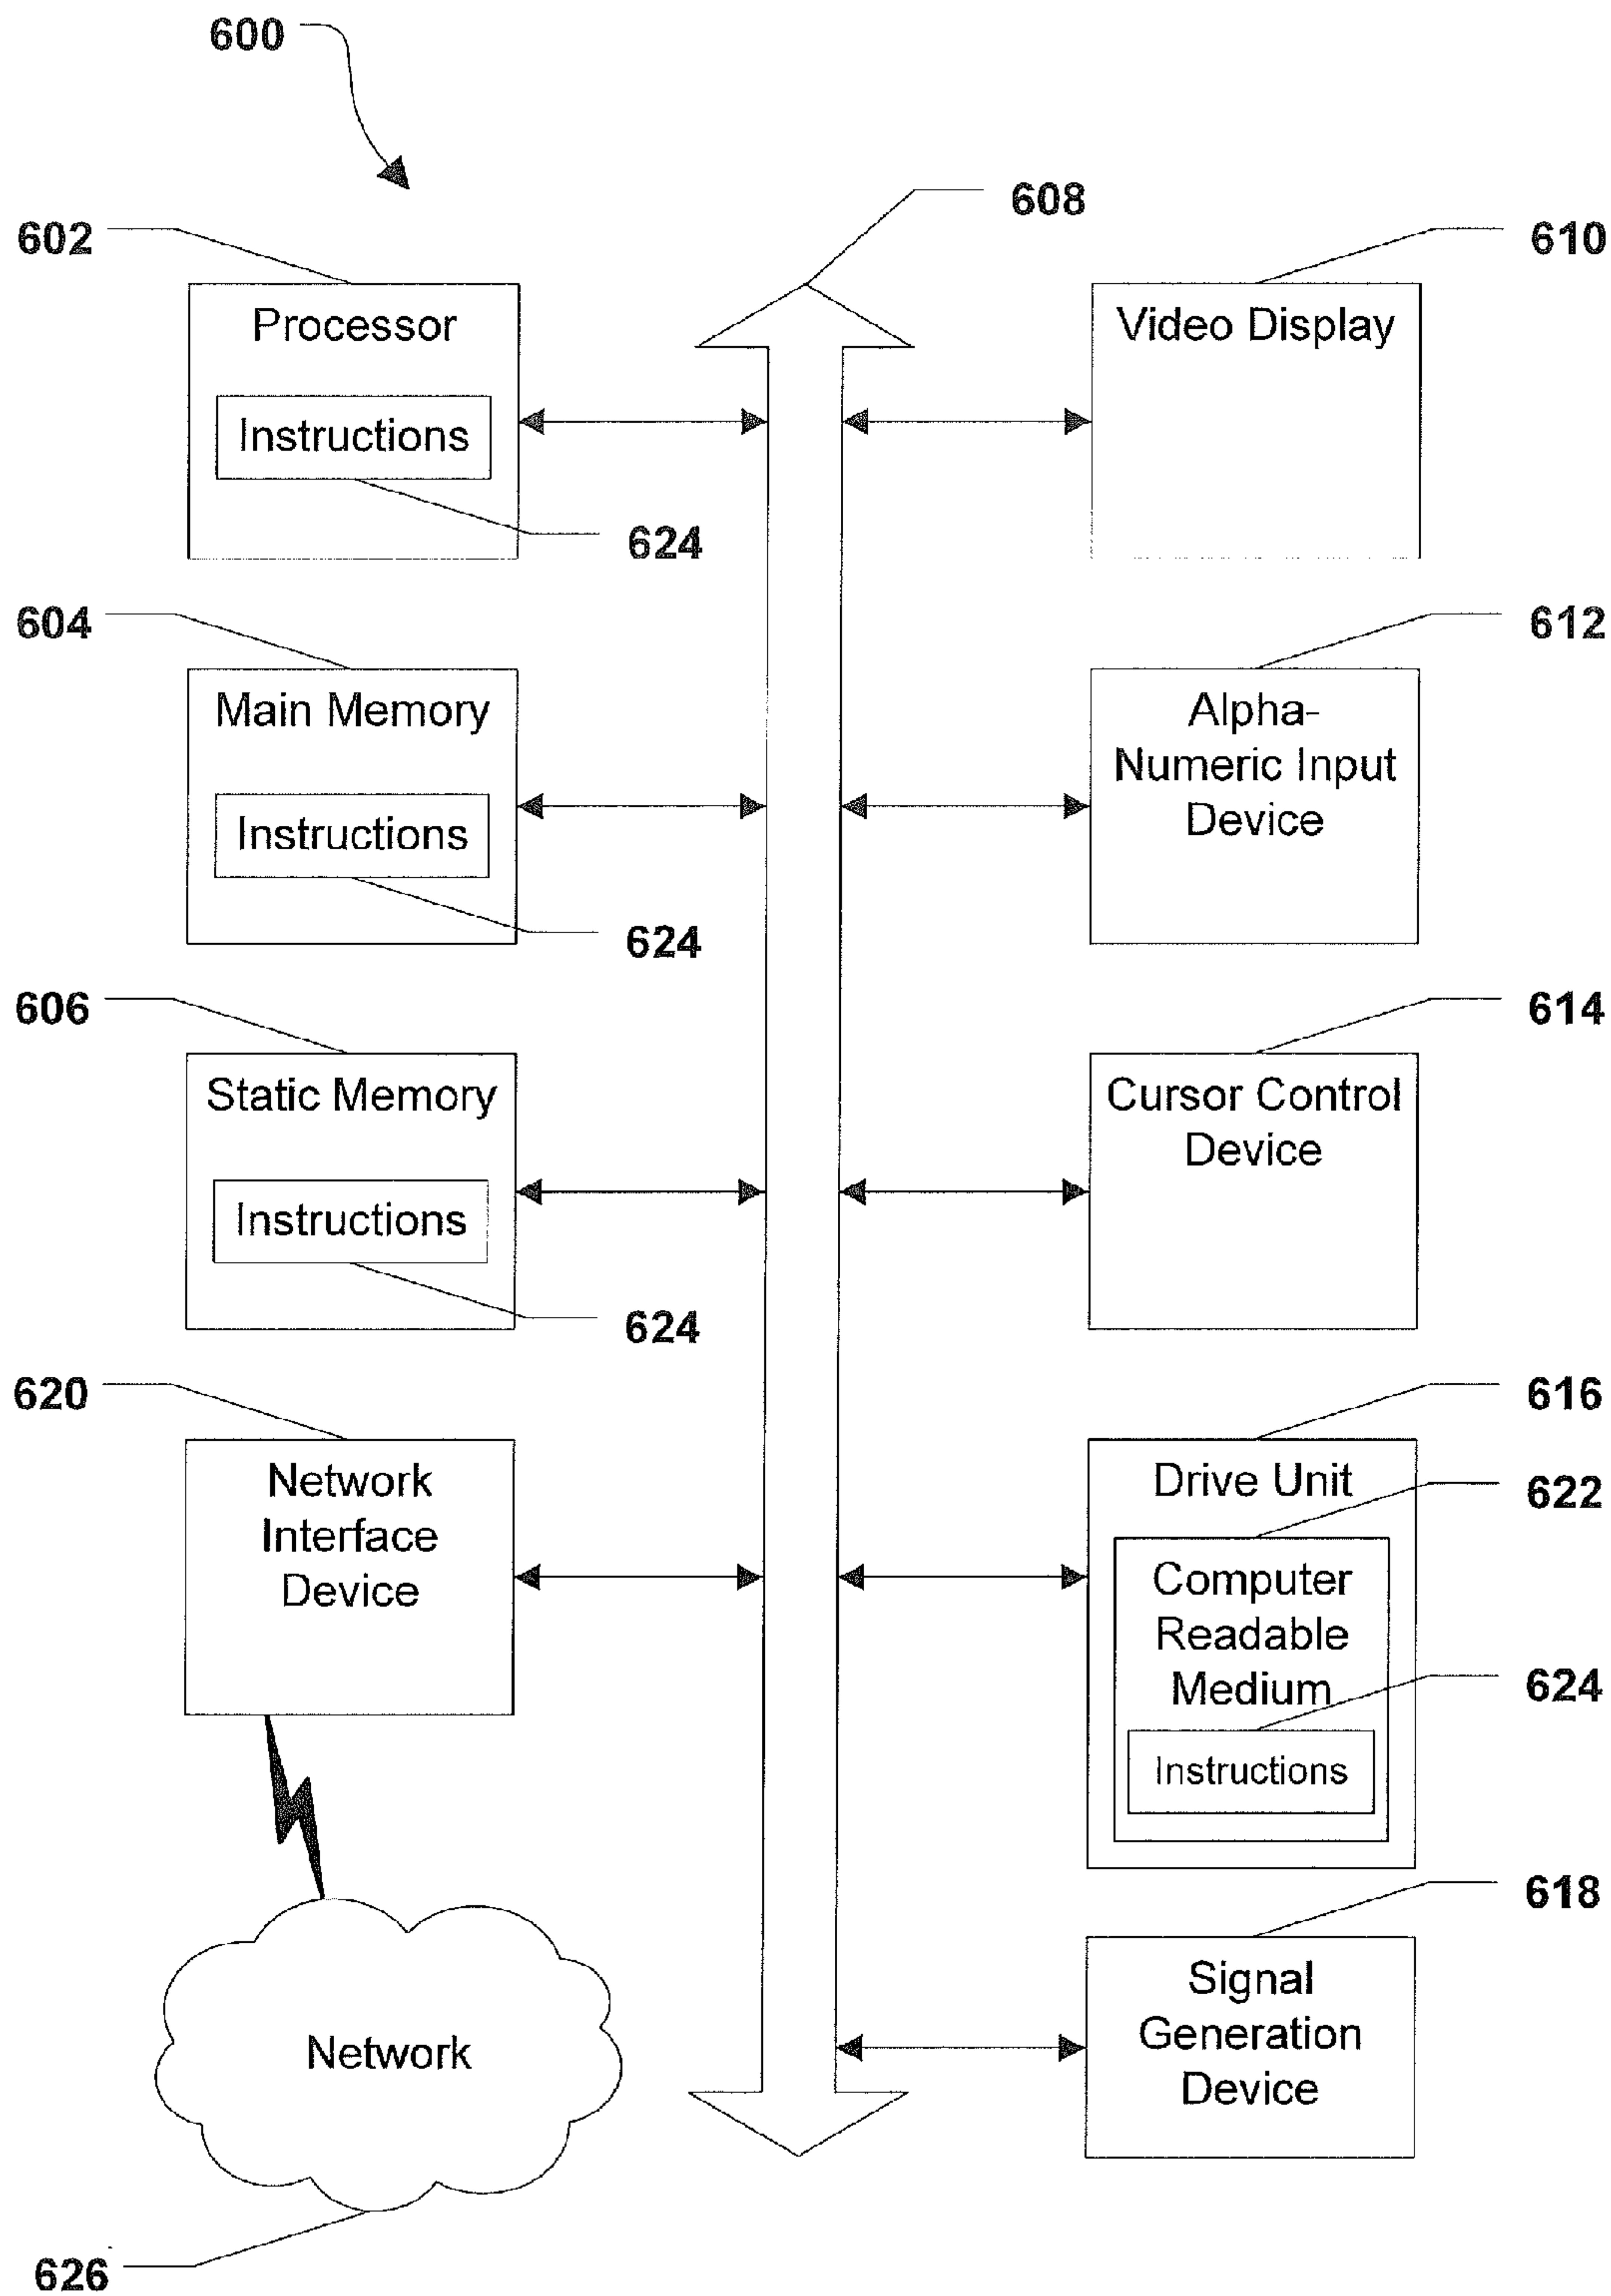 600
608
602
610
Processor
Video Display
Instructions
624
604
612
Main Memory
Alpha-
Numeric Input
Device
Instructions
624
606
614
Static Memory
Cursor Control
Device
Instructions
624
620
616
Network
Interface
Device
Drive Unit
622
Computer
Readable
Medium
624
Instructions
618
Signal
Generation
Device
Network
626